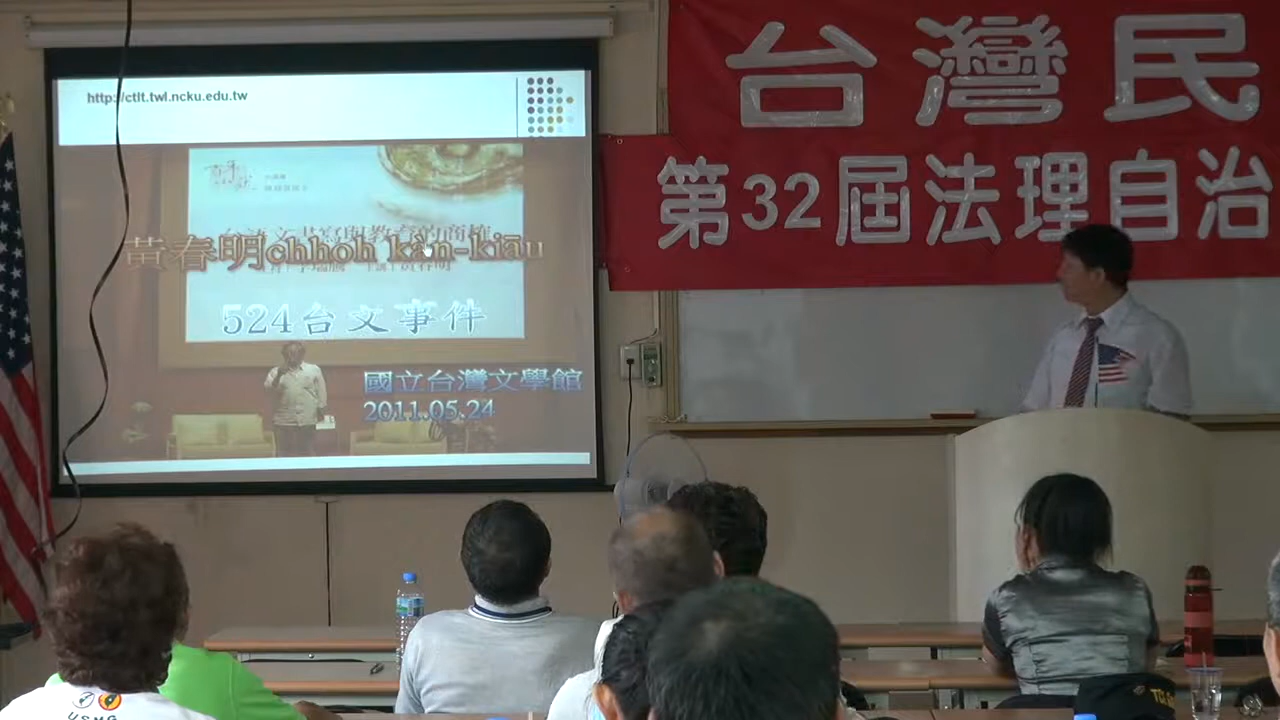 http://ctlt.twl.ncku.edu.tw
黃春明chhoh kàn-kiāu
524台文事件
國立台灣文學館
2011.05.24
台灣民
第32屆法理自治
USMG